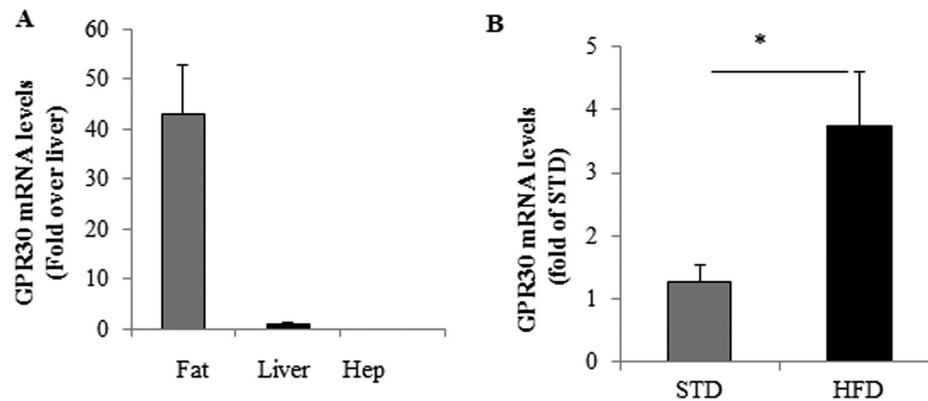 A
GPR30 mRNA levels
(Fold over liver)
60
50
40
30
20
10
0
Fat
Liver
Hep
B
GPR30 mRNA levels
(fold of STD)
5
4
3
2
1
0
*
STD
HFD